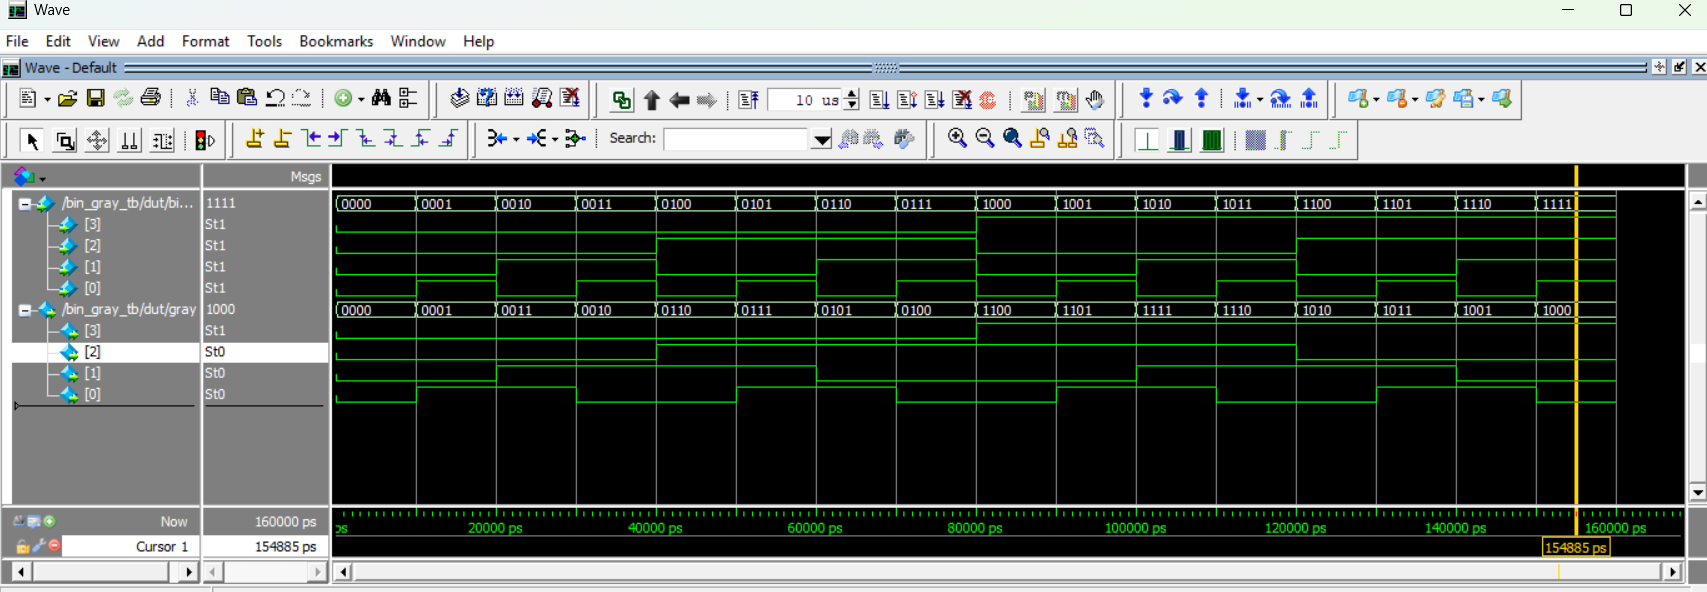 Wave
File Edit View Add Format Tools Bookmarks Window Help
Wave - Default
10 us
Search:
Msgs
/bin_gray_tb/dut/bi... 1111 0000 0001 0010 0011 0100 0101 0110 0111 1000 1001 1010 1011 1100 1101 1110 1111
[3] St1
[2] St1
[1] St1
[0] St1
/bin_gray_tb/dut/gray 1000 0000 0001 0011 0010 0110 0111 0101 0100 1100 1101 1111 1110 1010 1011 1001 1000
[3] St1
[2] St0
[1] St0
[0] St0
Now 160000 ps ps 20000 ps 40000 ps 60000 ps 80000 ps 100000 ps 120000 ps 140000 ps 160000 ps
Cursor 1 154885 ps 154885 ps